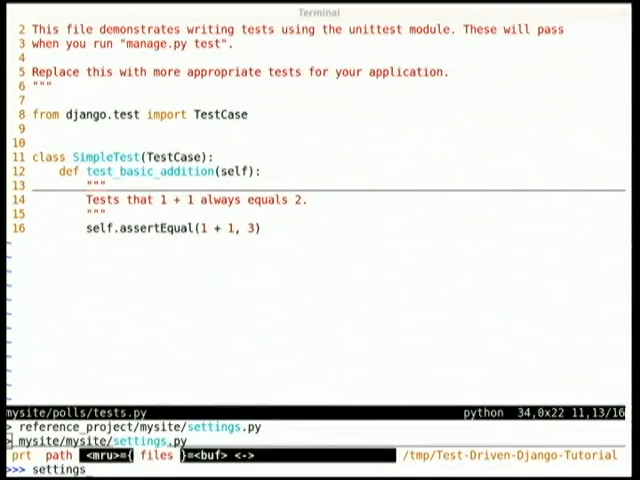 Terminal
2 This file demonstrates writing tests using the unittest module. These will pass
3 when you run "manage.py test".
4
5 Replace this with more appropriate tests for your application.
6 """
7
8 from django.test import TestCase
9
10
11 class SimpleTest(TestCase):
12 def test_basic_addition(self):
13 """
14 Tests that 1 + 1 always equals 2.
15 """
16 self.assertEqual(1 + 1, 3)
~
~
~
~
~
~
~
~
~
~
~
~
mysite/polls/tests.py python 34,0x22 11,13/16
> reference_project/mysite/settings.py
> mysite/mysite/settings.py
prt path <mru>={ files }=<buf> <-> /tmp/Test-Driven-Django-Tutorial
>>> settings_